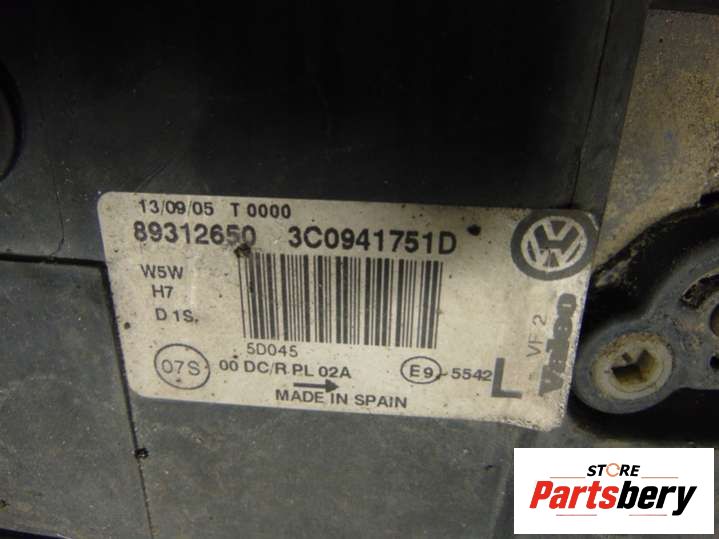 13/09/05 T 0000
89312650 3C0941751D
W5W
H7
D1S.
5D045
07S 00 DC/R PL 02A E9 - 5542
MADE IN SPAIN
L
Valeo
VF 2
STORE
Partsbery